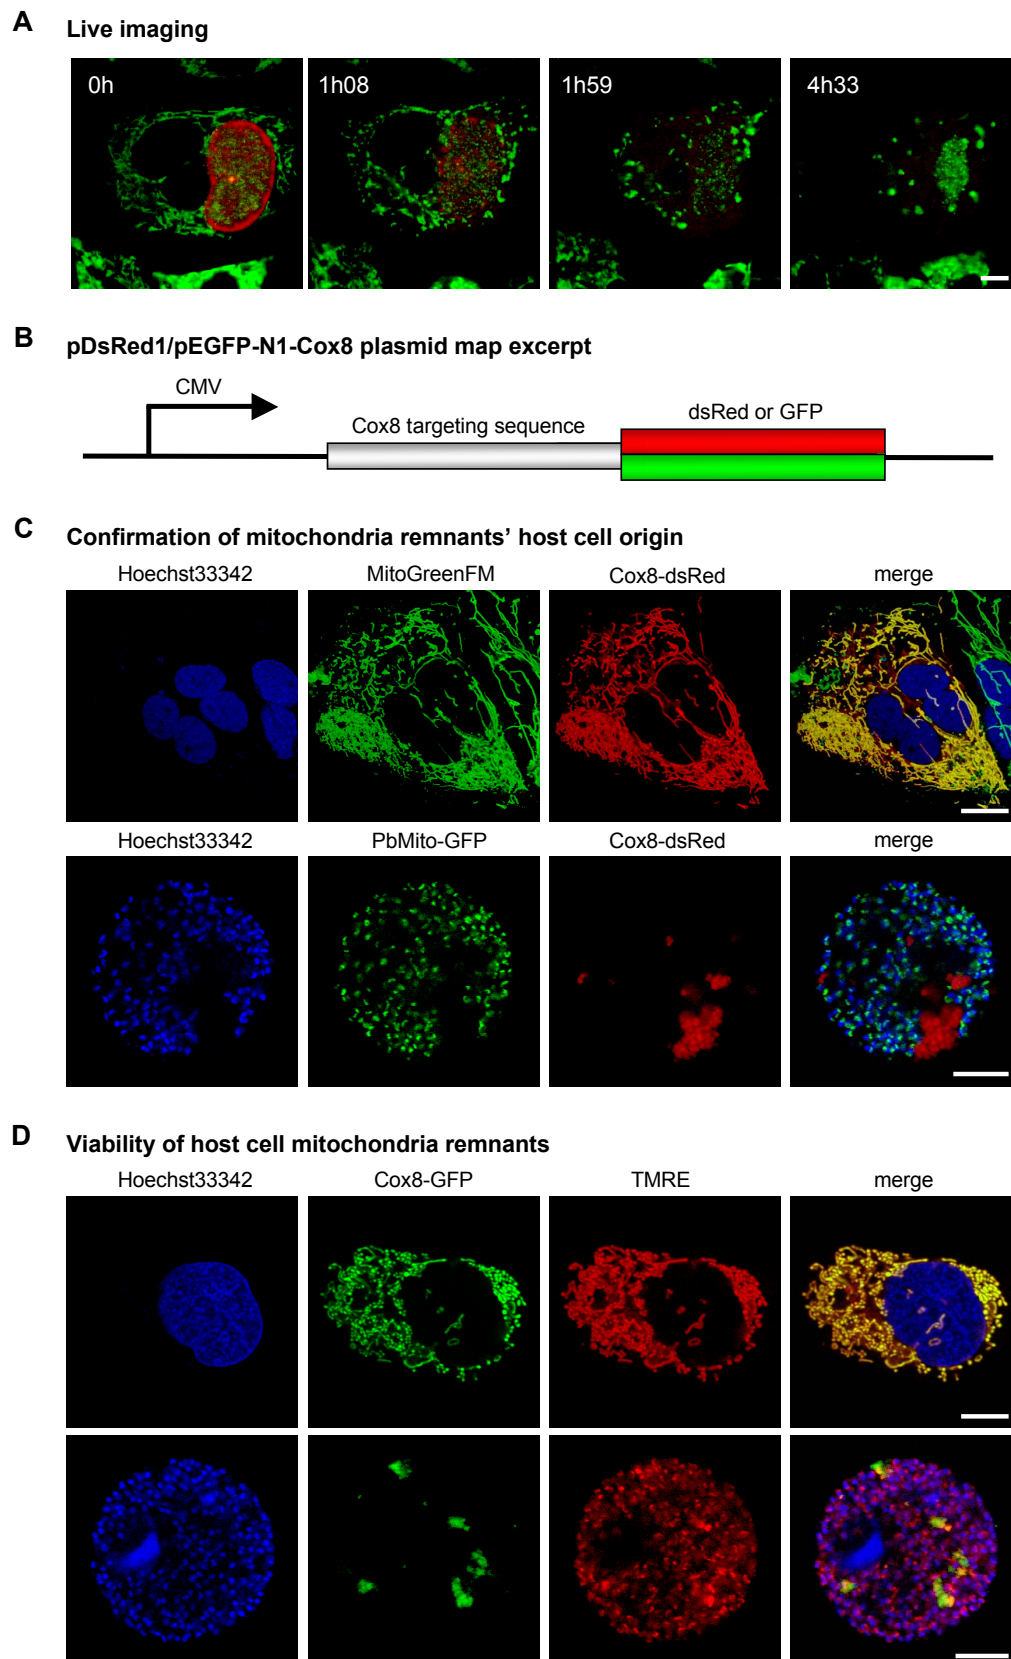 A Live imaging
0h 1h08 1h59 4h33
B pDsRed1/pEGFP-N1-Cox8 plasmid map excerpt
CMV
Cox8 targeting sequence dsRed or GFP
C Confirmation of mitochondria remnants’ host cell origin
Hoechst33342 MitoGreenFM Cox8-dsRed merge
Hoechst33342 PbMito-GFP Cox8-dsRed merge
D Viability of host cell mitochondria remnants
Hoechst33342 Cox8-GFP TMRE merge